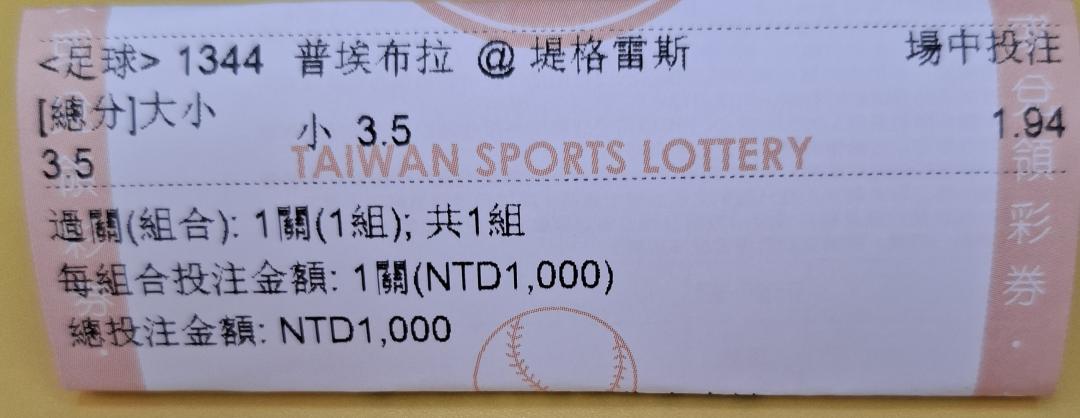 <足球> 1344 普埃布拉 @ 堤格雷斯 場中投注
[總分]大小
小 3.5 1.94
3.5
TAIWAN SPORTS LOTTERY
過關(組合): 1關(1組); 共1組
每組合投注金額: 1關(NTD1,000)
總投注金額: NTD1,000
領彩券